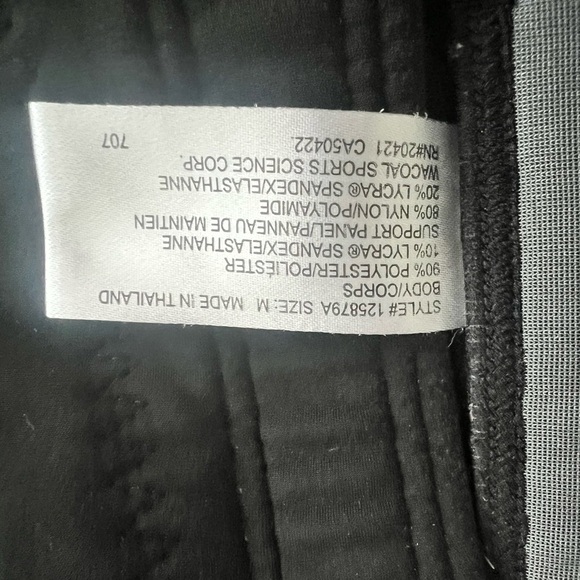 STYLE# 125879A SIZE: M MADE IN THAILAND
BODY/CORPS
90% POLYESTER/POLIÉSTER
10% LYCRA® SPANDEX/ELASTHANNE
SUPPORT PANEL/PANNEAU DE MAINTIEN
80% NYLON/POLYAMIDE
20% LYCRA® SPANDEX/ELASTHANNE
WACOAL SPORTS SCIENCE CORP.
RN#20421 CA50422. 707